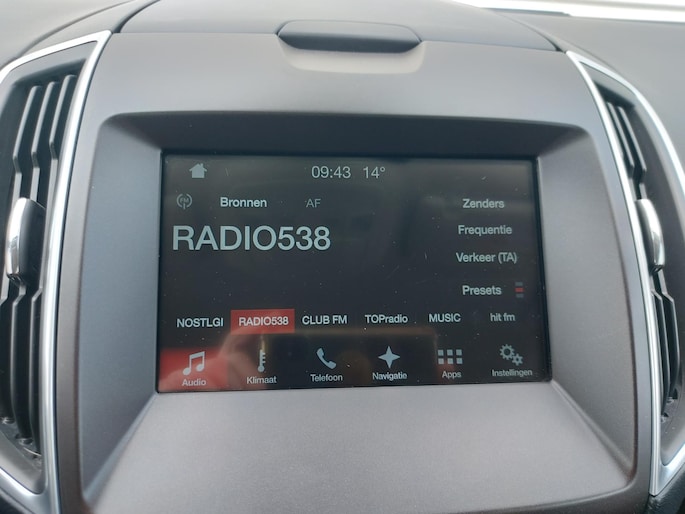 09:43 14°
FM Bronnen AF Zenders
RADIO538
Frequentie
Verkeer (TA)
Presets
NOSTLGI RADIO538 CLUB FM TOPradio MUSIC hit fm
Audio Klimaat Telefoon Navigatie Apps Instellingen